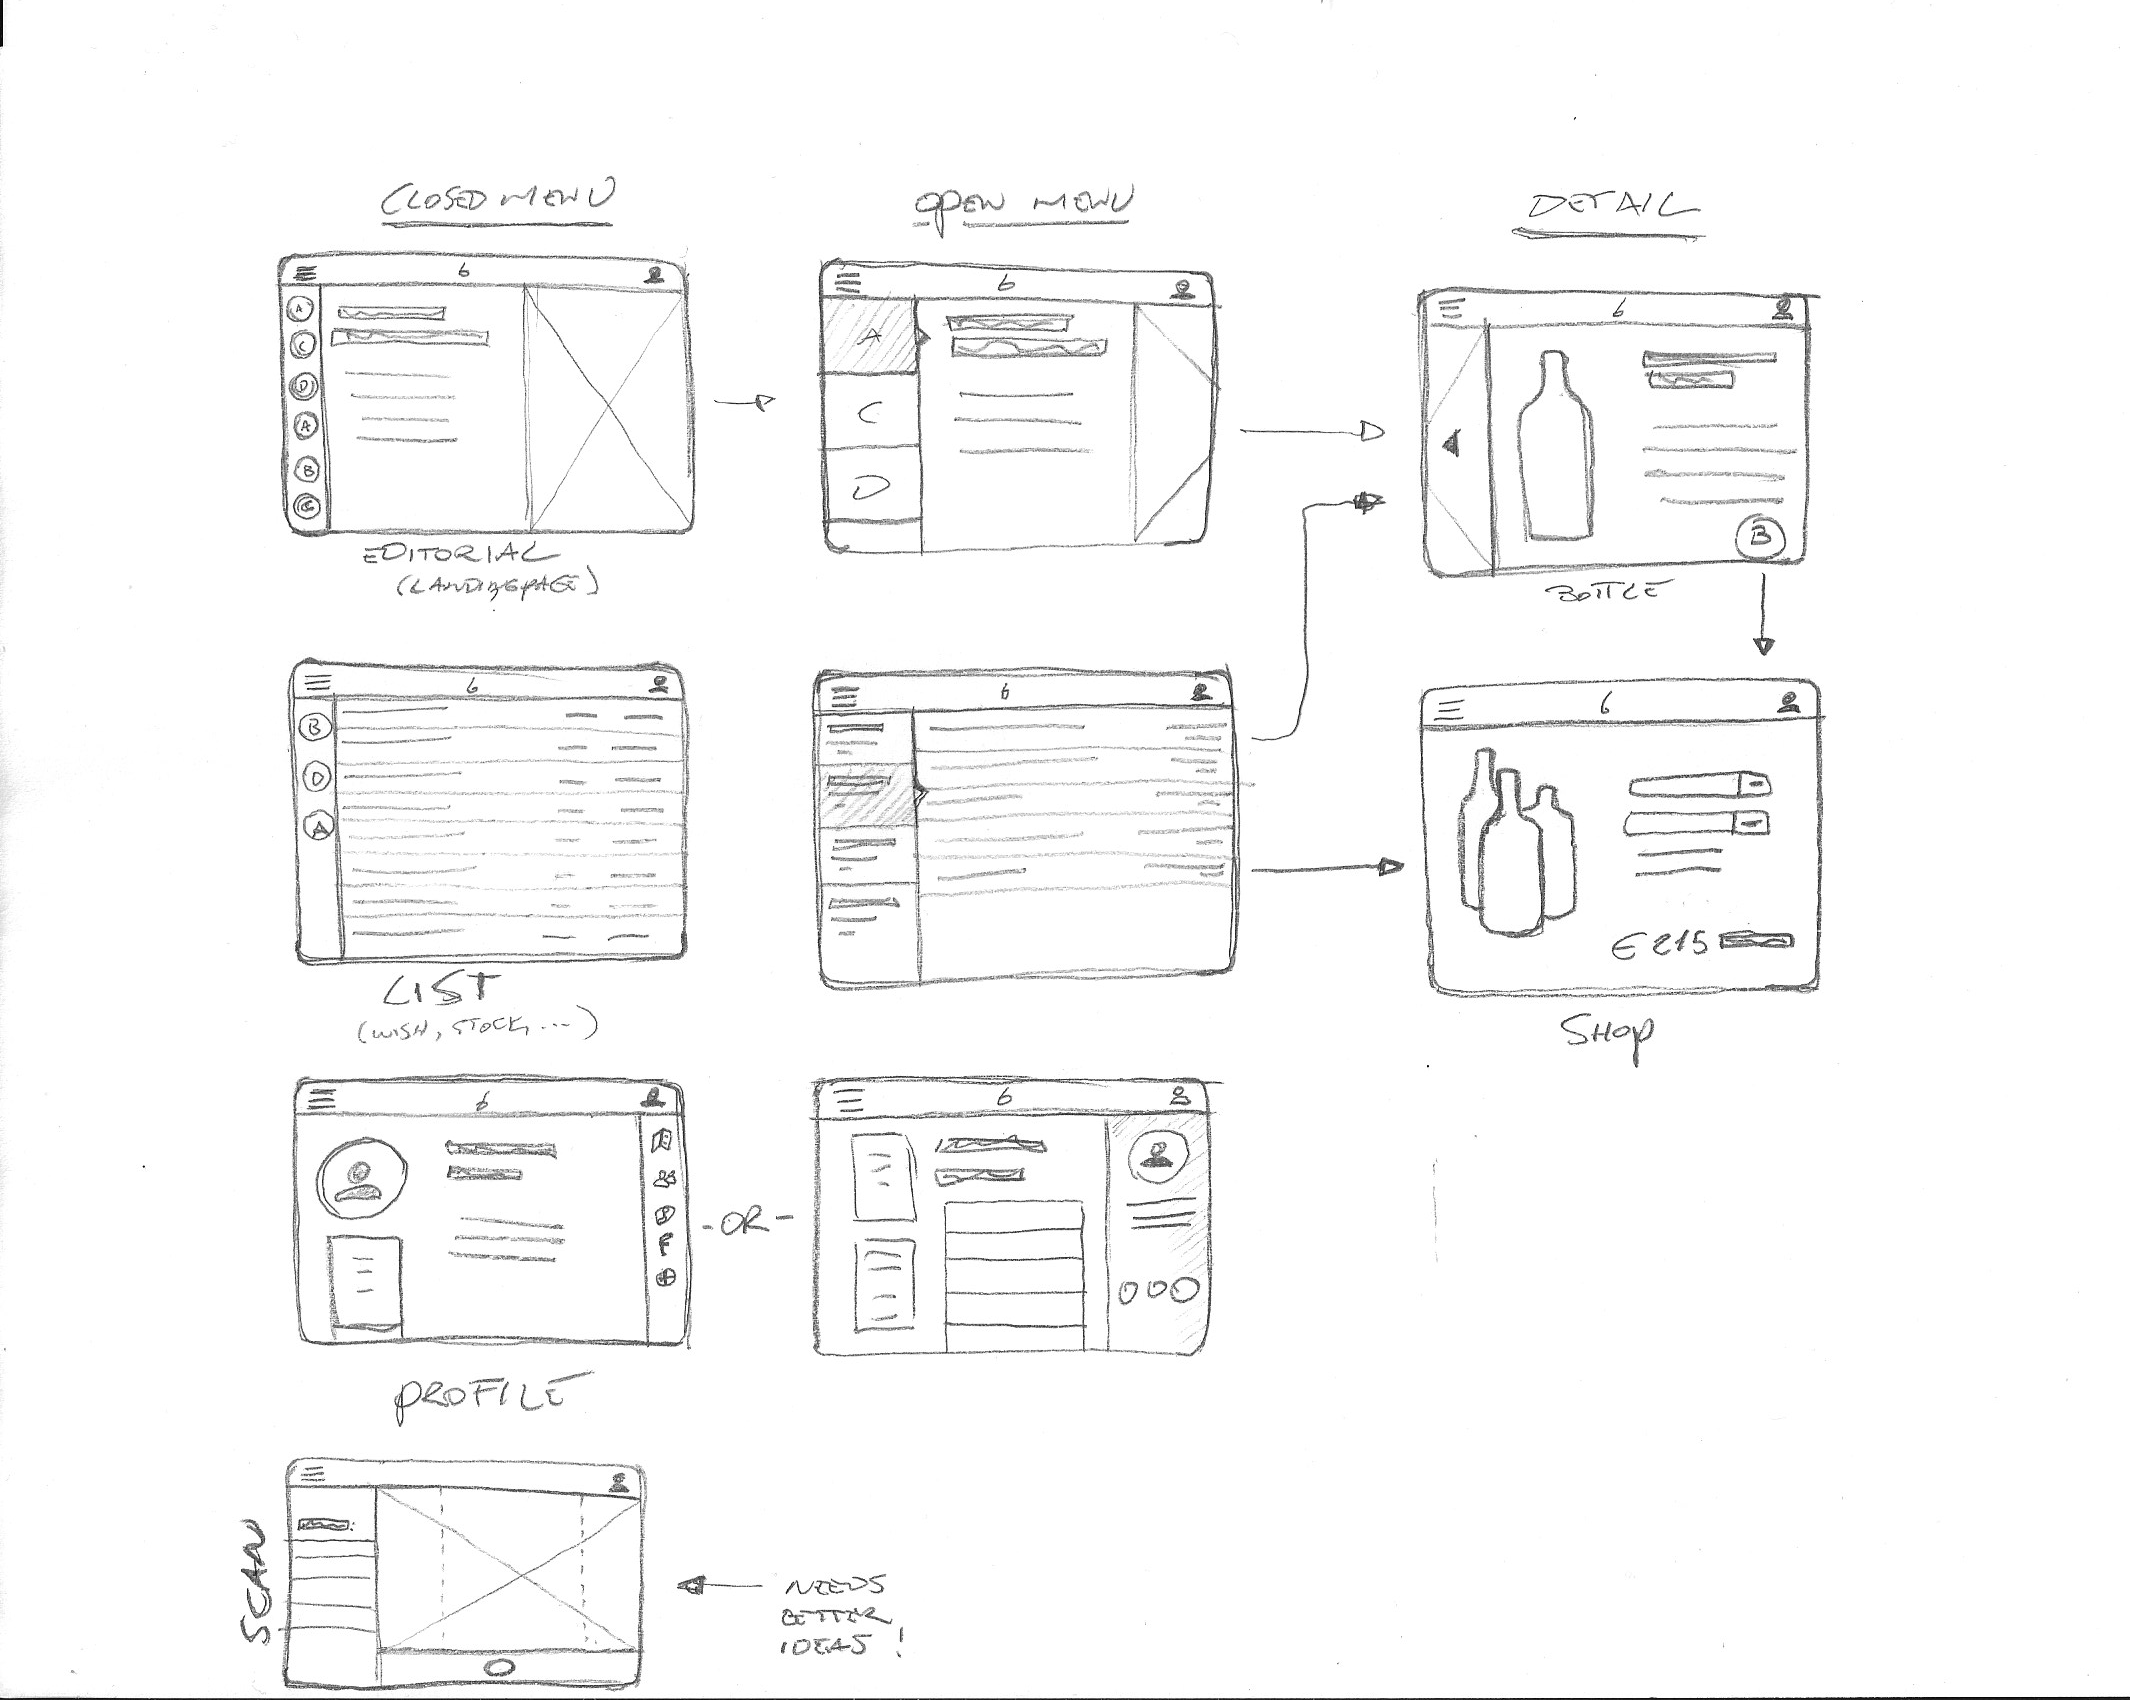 CLOSED MENU
OPEN MENU
DETAIL
6
A
C
D
A
B
E
EDITORIAL
(LANDINGPAGE)
6
A
C
D
6
B
BOTTLE
6
B
D
A
LIST
(WISH, STOCK, ...)
6
6
€ 215
SHOP
6
F
PROFILE
- OR -
6
SCAN
NEEDS
BETTER
IDEAS!